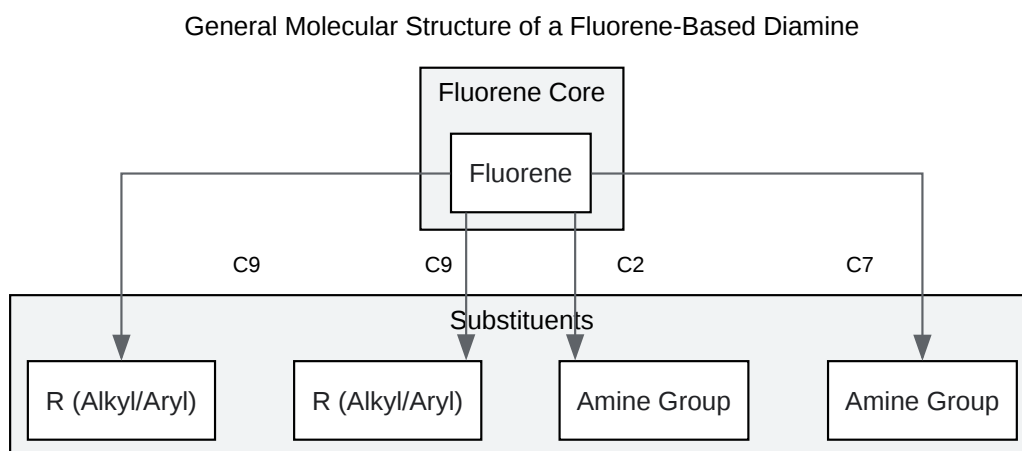 General Molecular Structure of a Fluorene-Based Diamine
Fluorene Core
Fluorene
C9
C9
C2
C7
Substituents
R (Alkyl/Aryl)
R (Alkyl/Aryl)
Amine Group
Amine Group